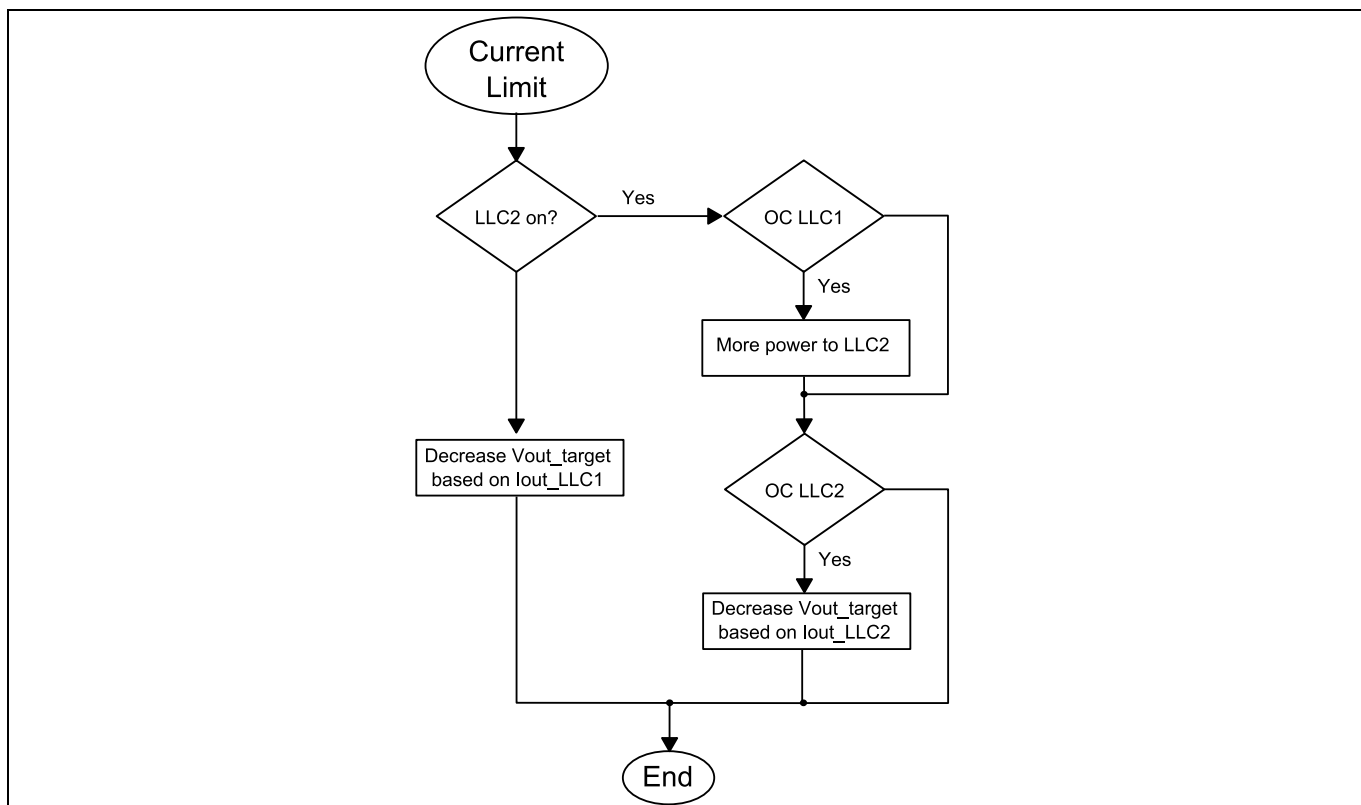 Current
Limit
LLC2 on?
Yes
OC LLC1
Yes
More power to LLC2
Decrease Vout_target
based on Iout_LLC1
OC LLC2
Yes
Decrease Vout_target
based on Iout_LLC2
End